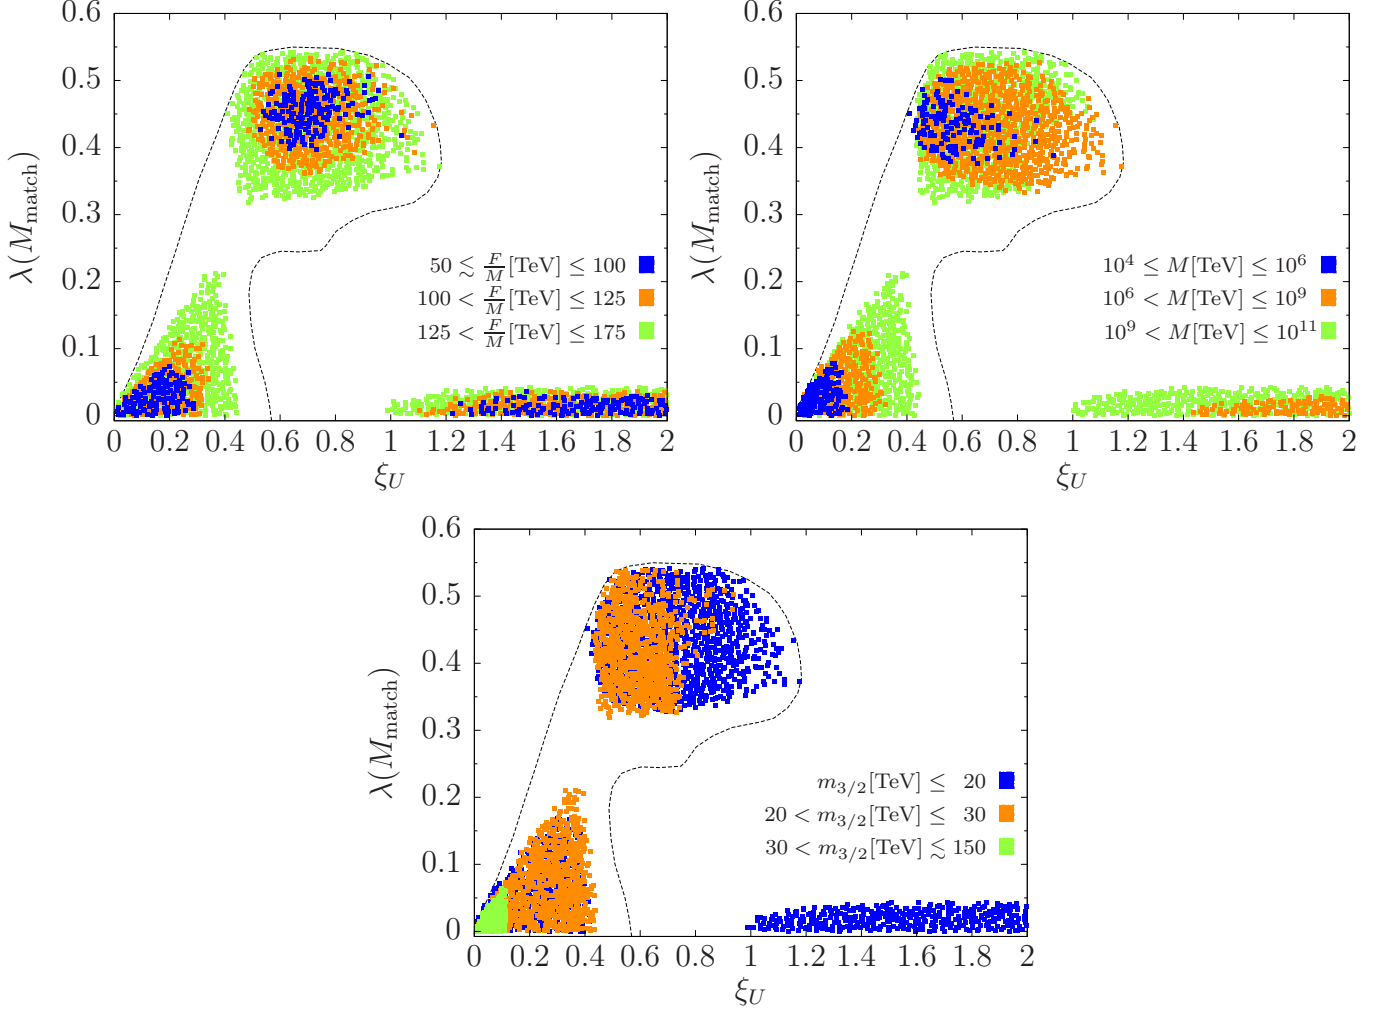 λ(M_match)
0.6
0.5
0.4
0.3
0.2
0.1
0
50 ≲ F/M [TeV] ≤ 100
100 < F/M [TeV] ≤ 125
125 < F/M [TeV] ≤ 175
0 0.2 0.4 0.6 0.8 1 1.2 1.4 1.6 1.8 2
ξ_U
λ(M_match)
0.6
0.5
0.4
0.3
0.2
0.1
0
10^4 ≤ M[TeV] ≤ 10^6
10^6 < M[TeV] ≤ 10^9
10^9 < M[TeV] ≤ 10^11
0 0.2 0.4 0.6 0.8 1 1.2 1.4 1.6 1.8 2
ξ_U
λ(M_match)
0.6
0.5
0.4
0.3
0.2
0.1
0
m_3/2[TeV] ≤ 20
20 < m_3/2[TeV] ≤ 30
30 < m_3/2[TeV] ≲ 150
0 0.2 0.4 0.6 0.8 1 1.2 1.4 1.6 1.8 2
ξ_U